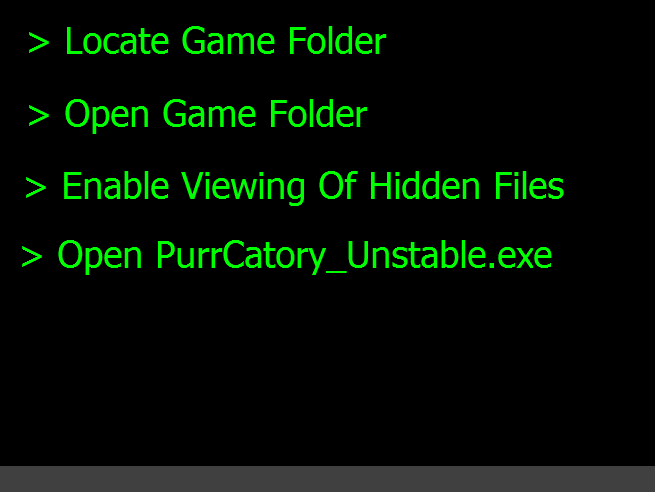 > Locate Game Folder
> Open Game Folder
> Enable Viewing Of Hidden Files
> Open PurrCatory_Unstable.exe